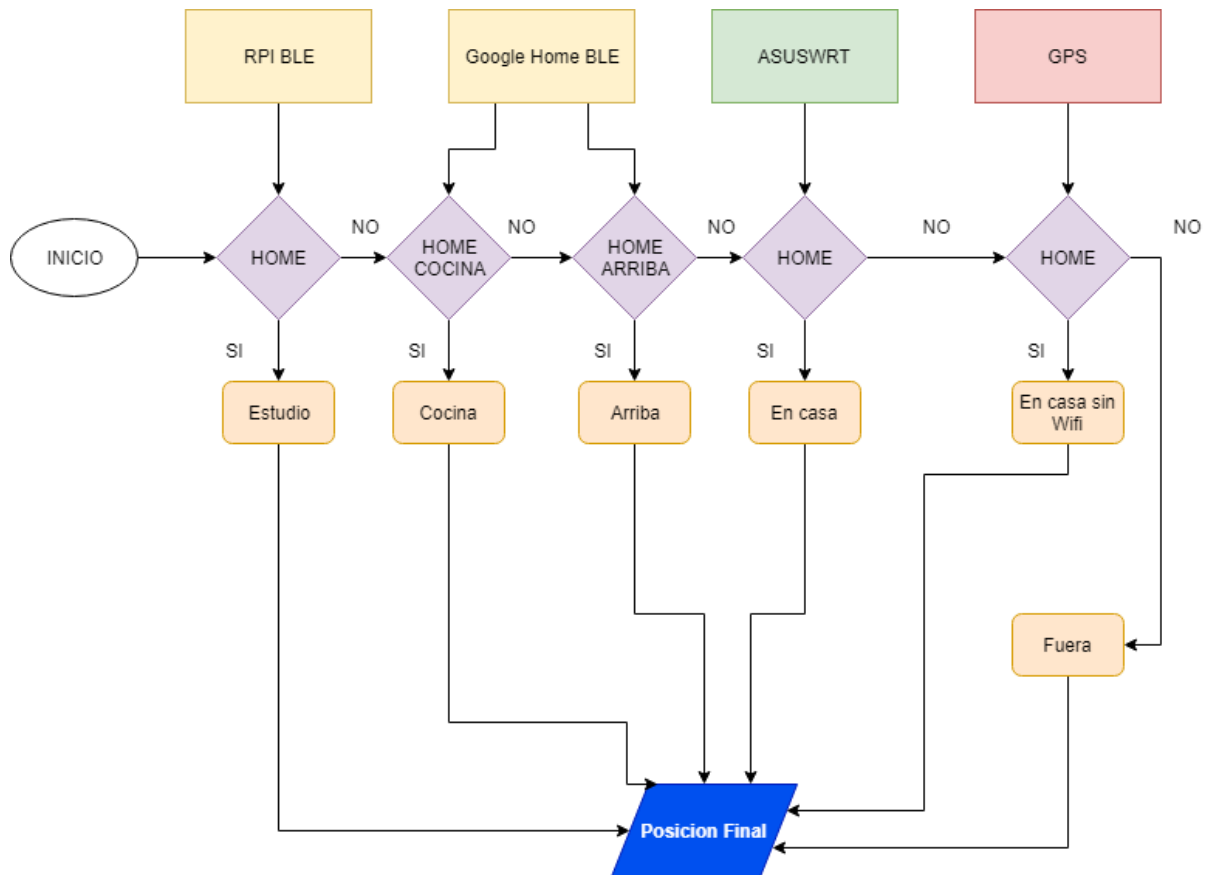 RPI BLE
Google Home BLE
ASUSWRT
GPS
INICIO
HOME
NO
HOME
COCINA
NO
HOME
ARRIBA
NO
HOME
NO
HOME
NO
SI
SI
SI
SI
SI
Estudio
Cocina
Arriba
En casa
En casa sin
Wifi
Fuera
Posicion Final